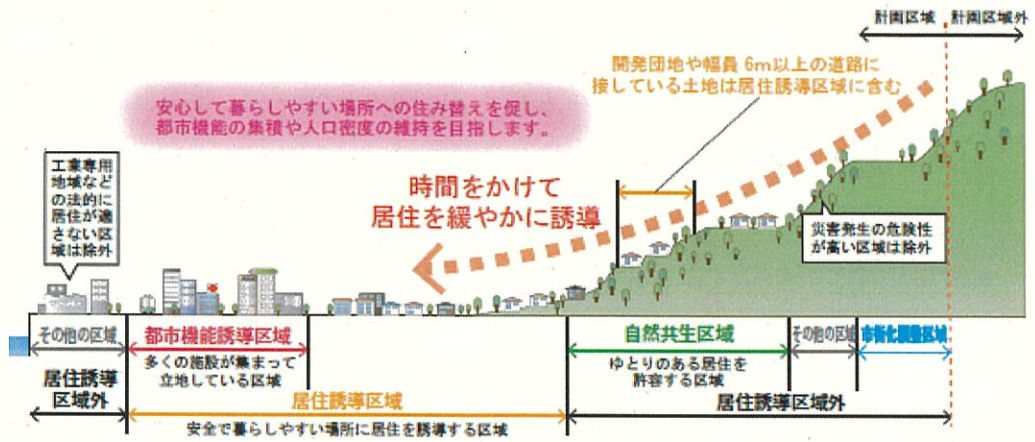 計画区域 計画区域外
開発団地や幅員 6m以上の道路に
接している土地は居住誘導区域に含む
安心して暮らしやすい場所への住み替えを促し、
都市機能の集積や人口密度の維持を目指します。
工業専用
地域など
の法的に
居住が適
さない区
域は除外
時間をかけて
居住を緩やかに誘導
災害発生の危険性
が高い区域は除外
その他の区域 都市機能誘導区域 自然共生区域 その他の区域 市街化調整区域
多くの施設が集まって
立地している区域
ゆとりのある居住を
許容する区域
居住誘導
区域外
居住誘導区域
居住誘導区域外
安全で暮らしやすい場所に居住を誘導する区域